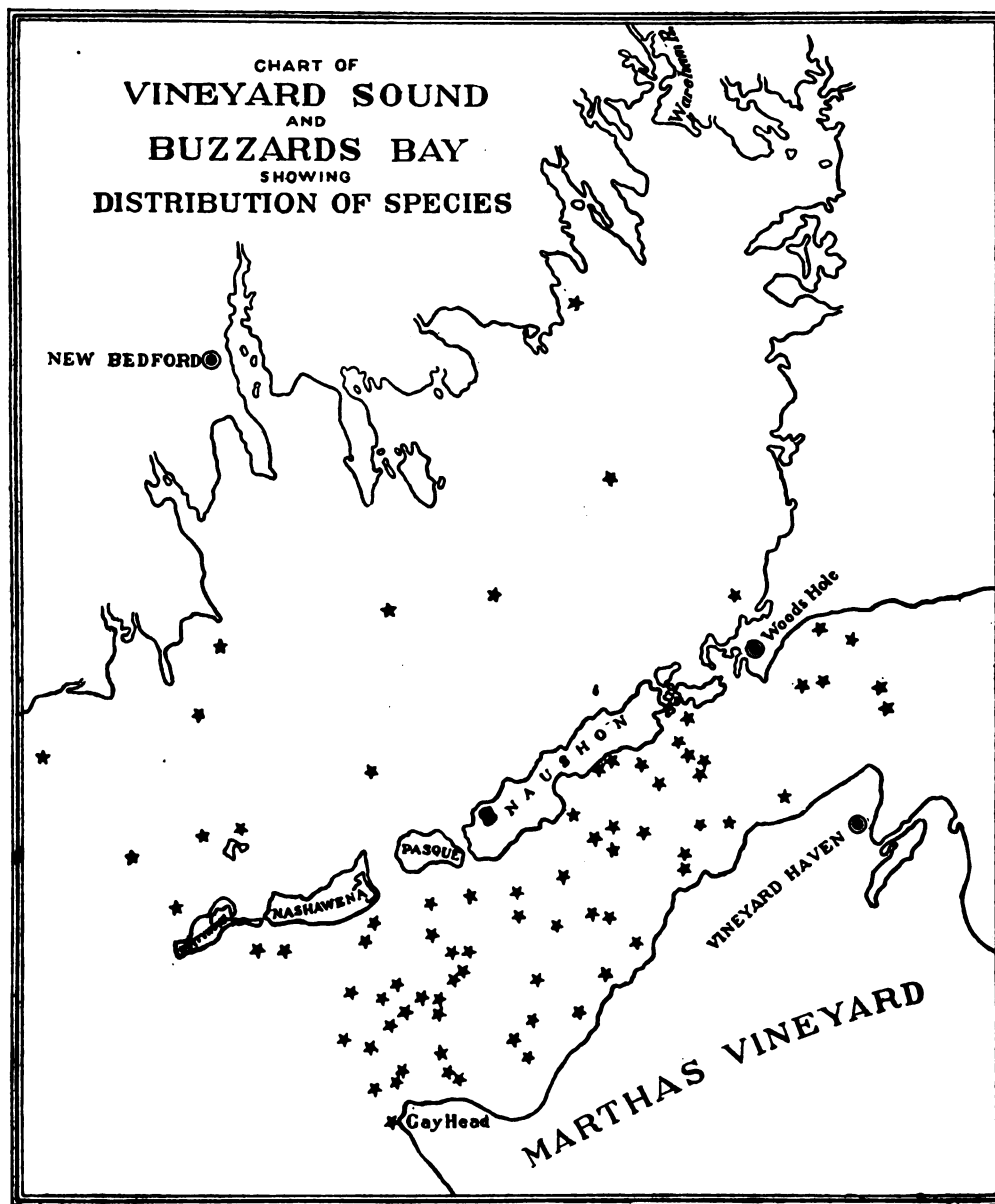 CHART OF
VINEYARD SOUND
AND
BUZZARDS BAY
SHOWING
DISTRIBUTION OF SPECIES
Wareham R.
NEW BEDFORD
Woods Hole
NAUSHON
PASQUE
NASHAWENA
VINEYARD HAVEN
MARTHAS VINEYARD
Gay Head